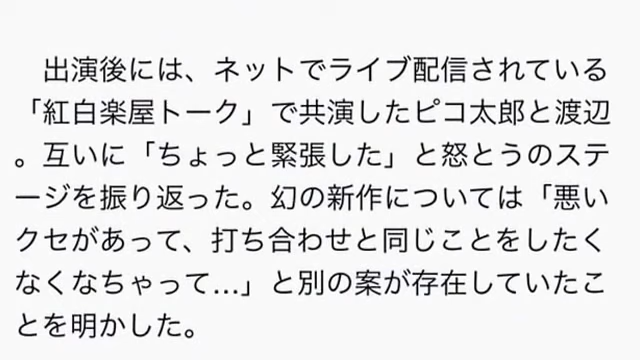 出演後には、ネットでライブ配信されている
「紅白楽屋トーク」で共演したピコ太郎と渡辺
。互いに「ちょっと緊張した」と怒とうのステ
ージを振り返った。幻の新作については「悪い
クセがあって、打ち合わせと同じことをしたく
なくなちゃって…」と別の案が存在していたこ
とを明かした。